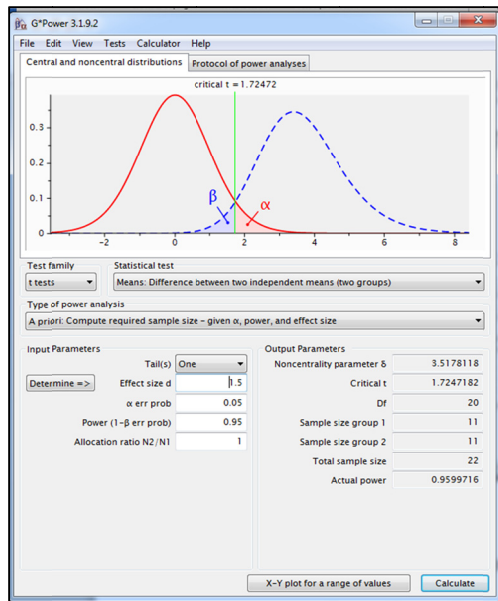 G*Power 3.1.9.2
File Edit View Tests Calculator Help
Central and noncentral distributions Protocol of power analyses
critical t = 1.72472
0.3
0.2
0.1
0
β
α
-2 0 2 4 6 8
Test family Statistical test
t tests Means: Difference between two independent means (two groups)
Type of power analysis
A priori: Compute required sample size - given α, power, and effect size
Input Parameters Output Parameters
Tail(s) One Noncentrality parameter δ 3.5178118
Determine => Effect size d 1.5 Critical t 1.7247182
α err prob 0.05 Df 20
Power (1-β err prob) 0.95 Sample size group 1 11
Allocation ratio N2/N1 1 Sample size group 2 11
Total sample size 22
Actual power 0.9599716
X-Y plot for a range of values Calculate